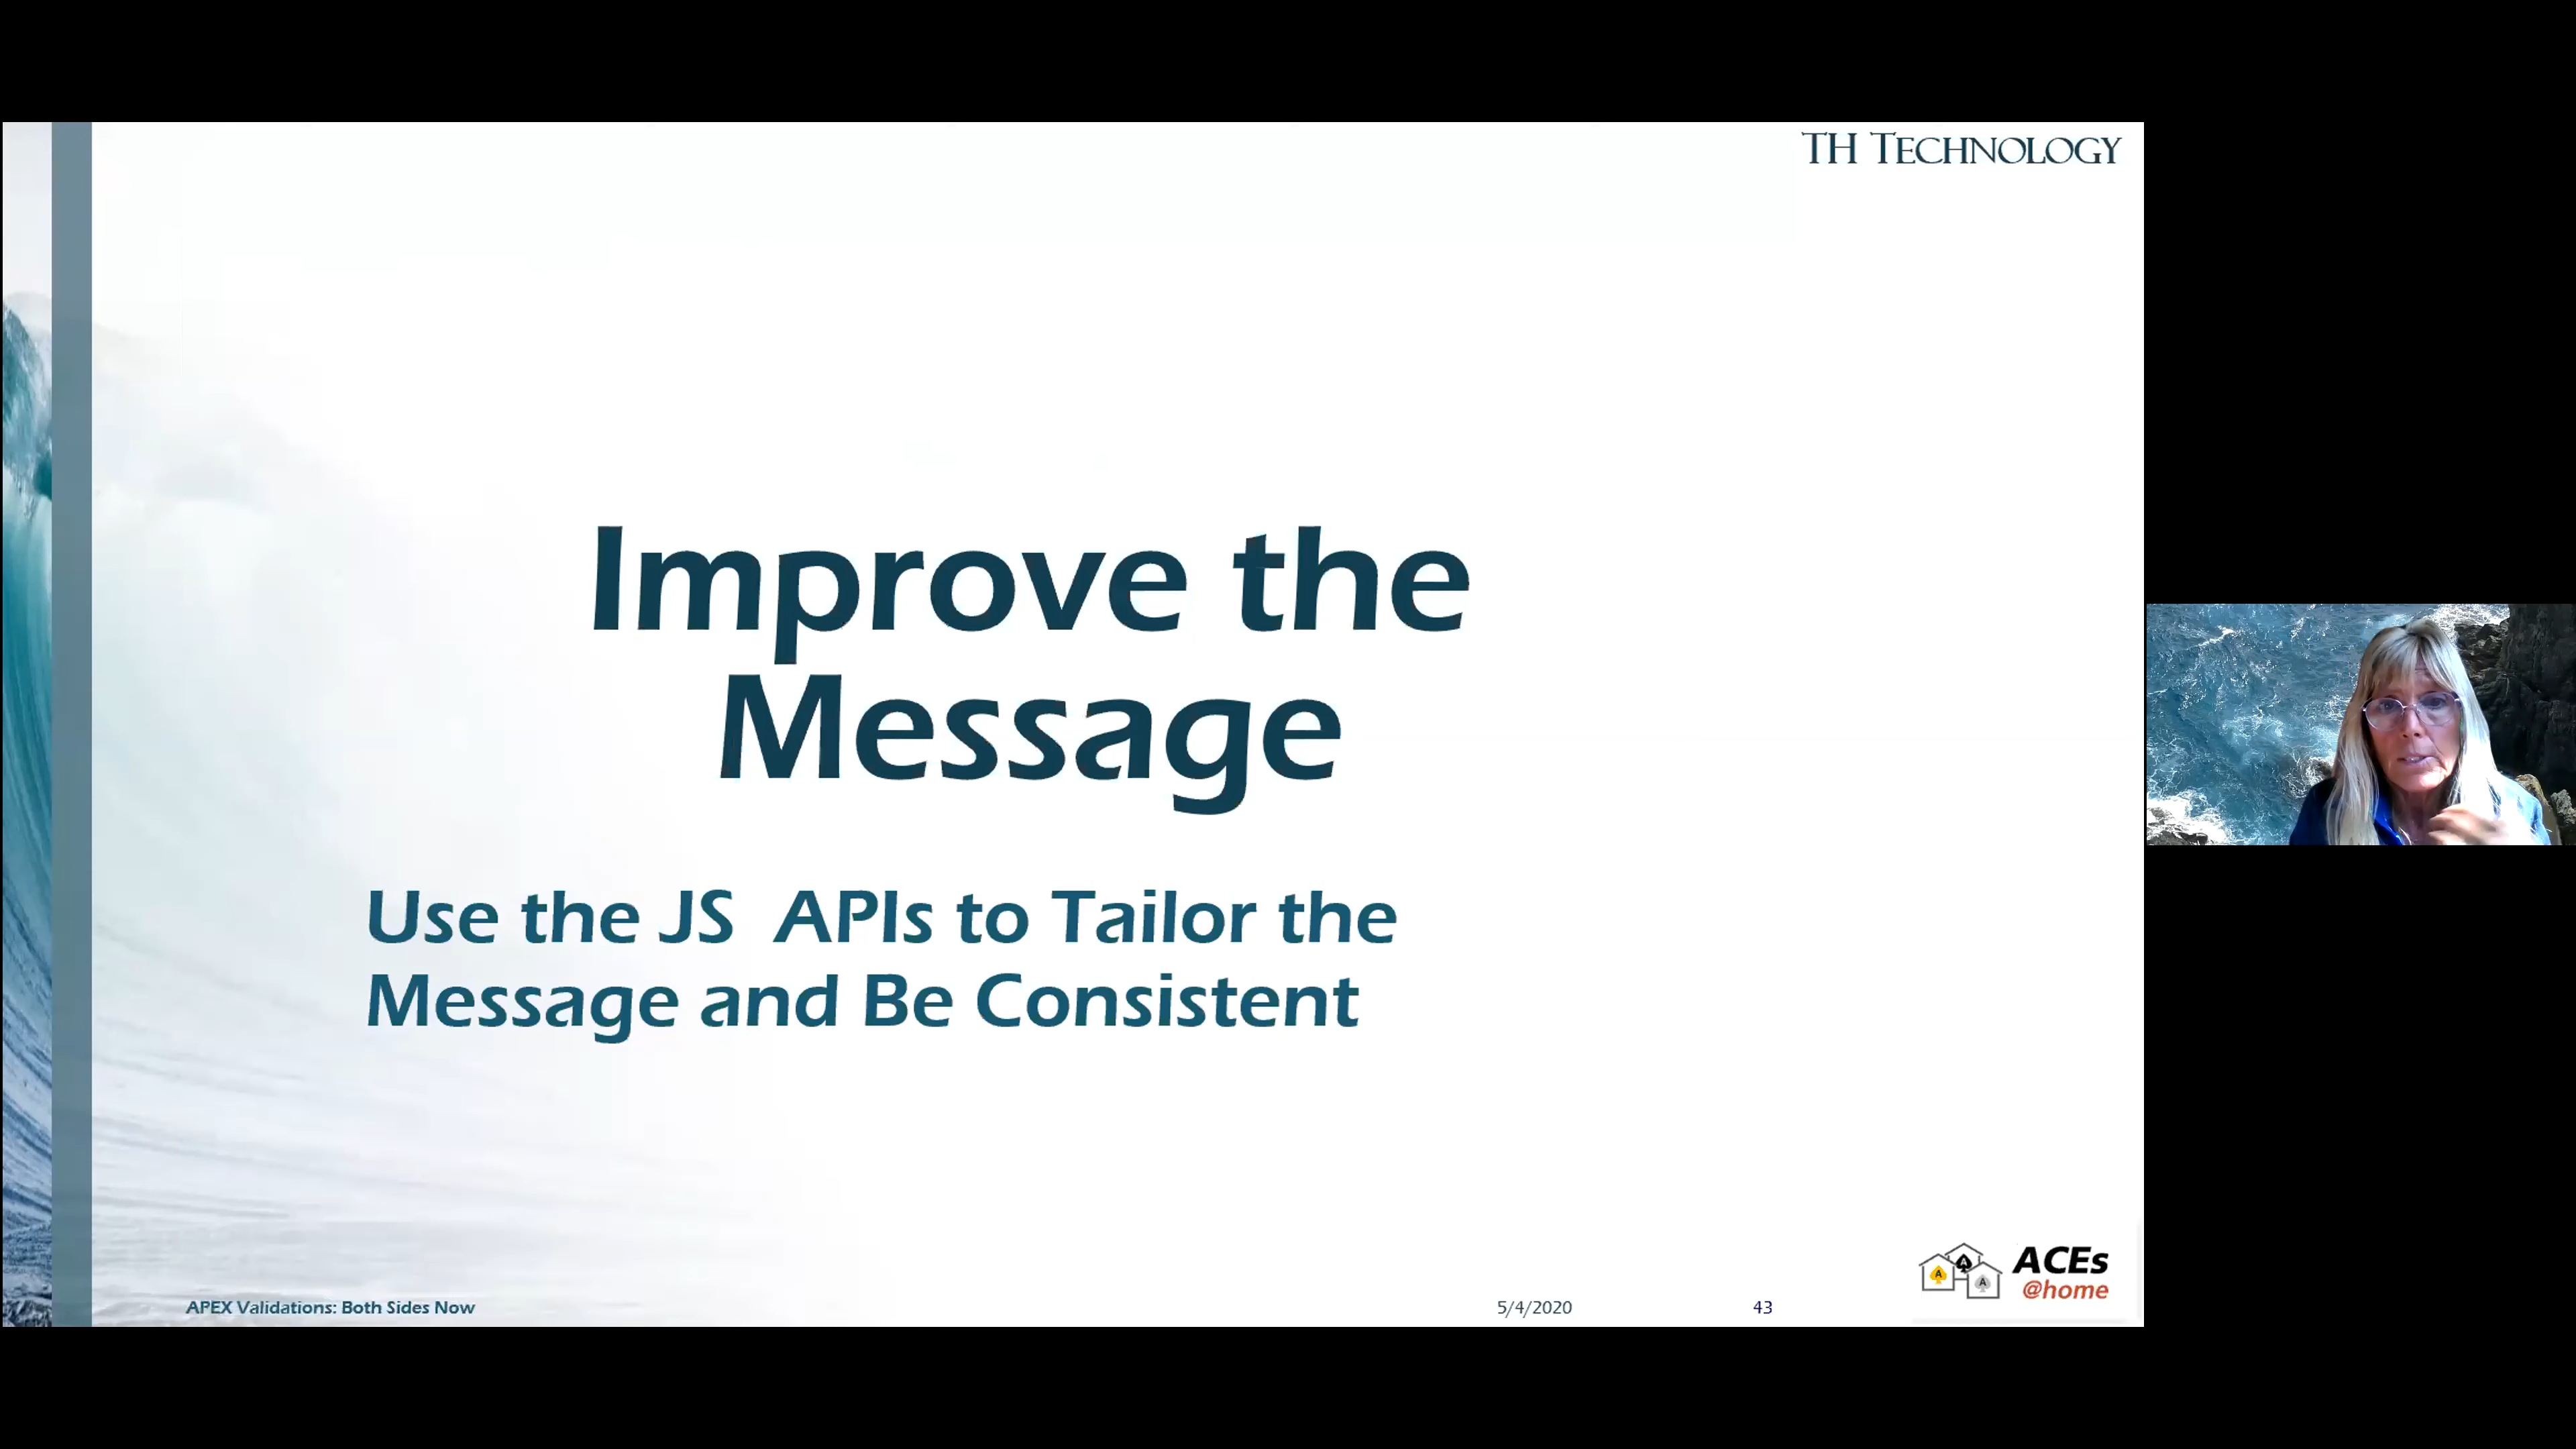 TH TECHNOLOGY
Improve the
Message
Use the JS  APIs to Tailor the
Message and Be Consistent
A
A
A
ACEs
@home
APEX Validations: Both Sides Now
5/4/2020
43